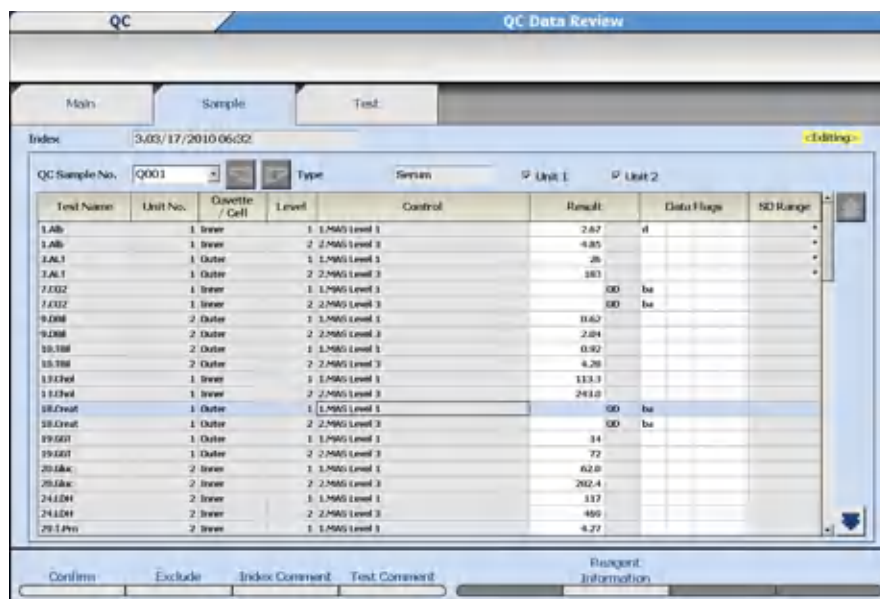 QC QC Data Review
Main Sample Test
Index 3.03/17/2010 06:32 <Editing>
QC Sample No. Q001 Type Serum Unit 1 Unit 2
Test Name Unit No. Cuvette / Cell Level Control Result Data Flags SD Range
1.Alb 1 Inner 1 1.MAS Level 1 2.67 d *
1.Alb 1 Inner 2 2.MAS Level 3 4.85 *
3.ALT 1 Outer 1 1.MAS Level 1 26 *
3.ALT 1 Outer 2 2.MAS Level 3 183 *
7.CO2 1 Inner 1 1.MAS Level 1 OD ba
7.CO2 1 Inner 2 2.MAS Level 3 OD ba
9.DBil 2 Outer 1 1.MAS Level 1 0.62
9.DBil 2 Outer 2 2.MAS Level 3 2.04
10.TBil 2 Outer 1 1.MAS Level 1 0.92
10.TBil 2 Outer 2 2.MAS Level 3 4.28
13.Chol 1 Inner 1 1.MAS Level 1 113.3
13.Chol 1 Inner 2 2.MAS Level 3 243.0
18.Creat 1 Outer 1 1.MAS Level 1 OD ba
18.Creat 1 Outer 2 2.MAS Level 3 OD ba
19.GGT 1 Outer 1 1.MAS Level 1 14
19.GGT 1 Outer 2 2.MAS Level 3 72
20.Gluc 2 Inner 1 1.MAS Level 1 62.0
20.Gluc 2 Inner 2 2.MAS Level 3 202.4
24.LDH 2 Inner 1 1.MAS Level 1 117
24.LDH 2 Inner 2 2.MAS Level 3
2 Inner 1 1.MAS Level 1 4.27
Confirm Exclude Index Comment Test Comment Reagent Information